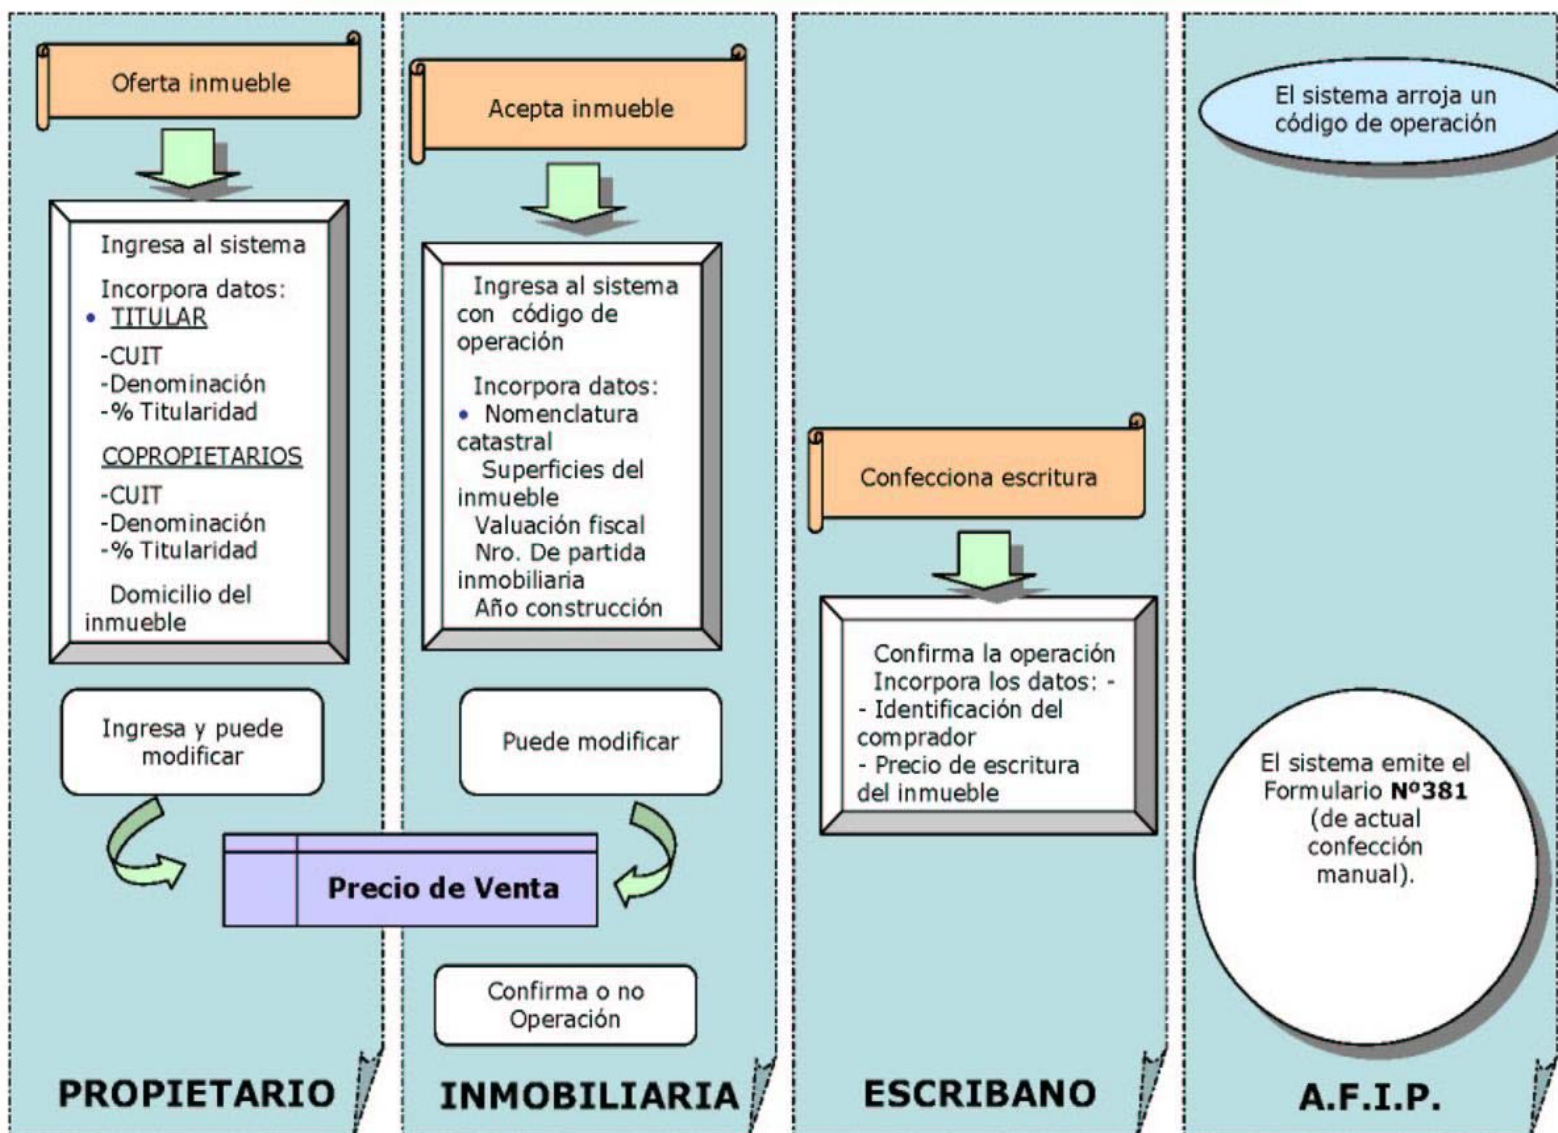 Oferta inmueble
Ingresa al sistema
Incorpora datos:
• TITULAR
-CUIT
-Denominación
-% Titularidad
COPROPIETARIOS
-CUIT
-Denominación
-% Titularidad
Domicilio del
inmueble
Ingresa y puede
modificar
Precio de Venta
PROPIETARIO
Acepta inmueble
Ingresa al sistema
con código de
operación
Incorpora datos:
• Nomenclatura
catastral
Superficies del
inmueble
Valuación fiscal
Nro. De partida
inmobiliaria
Año construcción
Puede modificar
Confirma o no
Operación
INMOBILIARIA
Confecciona escritura
Confirma la operación
Incorpora los datos: -
- Identificación del
comprador
- Precio de escritura
del inmueble
ESCRIBANO
El sistema arroja un
código de operación
El sistema emite el
Formulario Nº381
(de actual
confección
manual).
A.F.I.P.